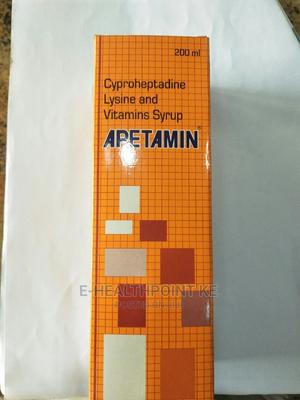 200 ml
Cyproheptadine
Lysine and
Vitamins Syrup
APETAMIN®
E-HEALTHPOINT KE